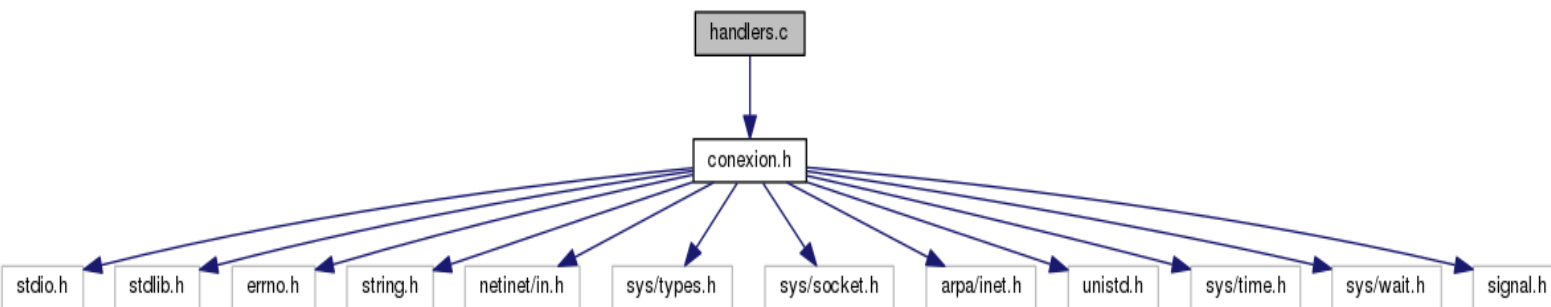 handlers.c
conexion.h
stdio.h
stdlib.h
errno.h
string.h
netinet/in.h
sys/types.h
sys/socket.h
arpa/inet.h
unistd.h
sys/time.h
sys/wait.h
signal.h